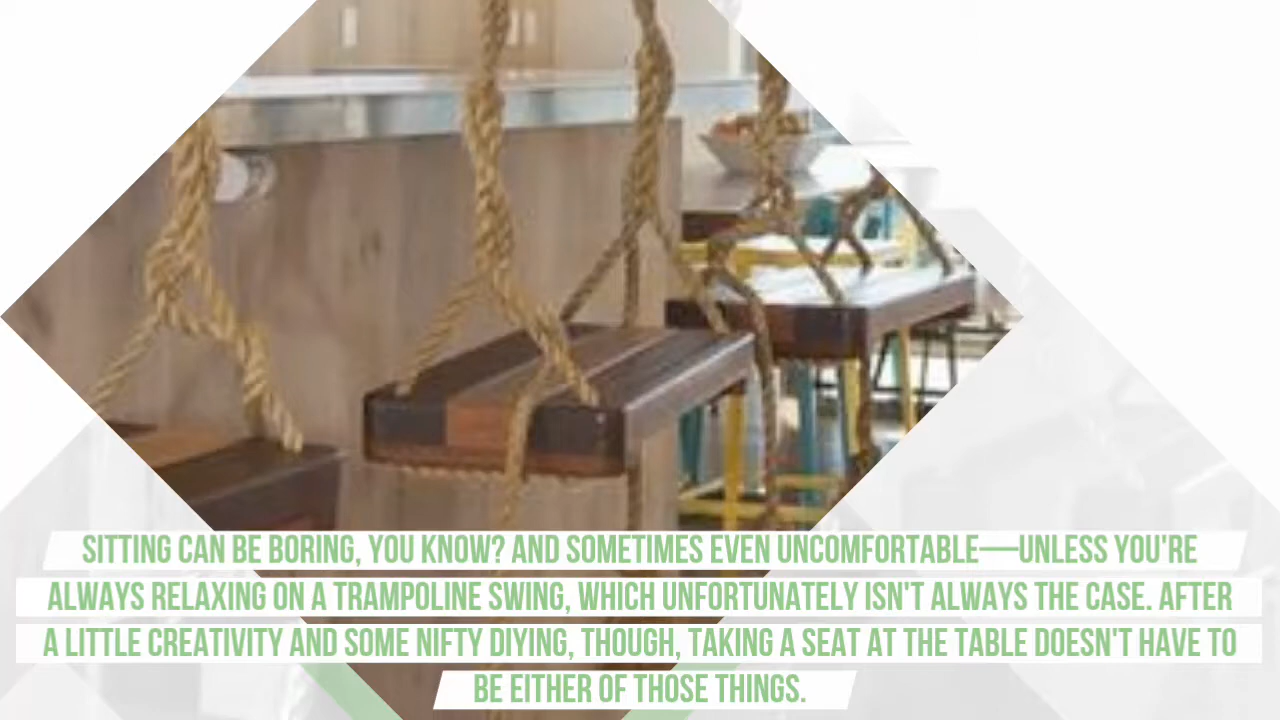 SITTING CAN BE BORING, YOU KNOW? AND SOMETIMES EVEN UNCOMFORTABLE—UNLESS YOU'RE
ALWAYS RELAXING ON A TRAMPOLINE SWING, WHICH UNFORTUNATELY ISN'T ALWAYS THE CASE. AFTER
A LITTLE CREATIVITY AND SOME NIFTY DIYING, THOUGH, TAKING A SEAT AT THE TABLE DOESN'T HAVE TO
BE EITHER OF THOSE THINGS.